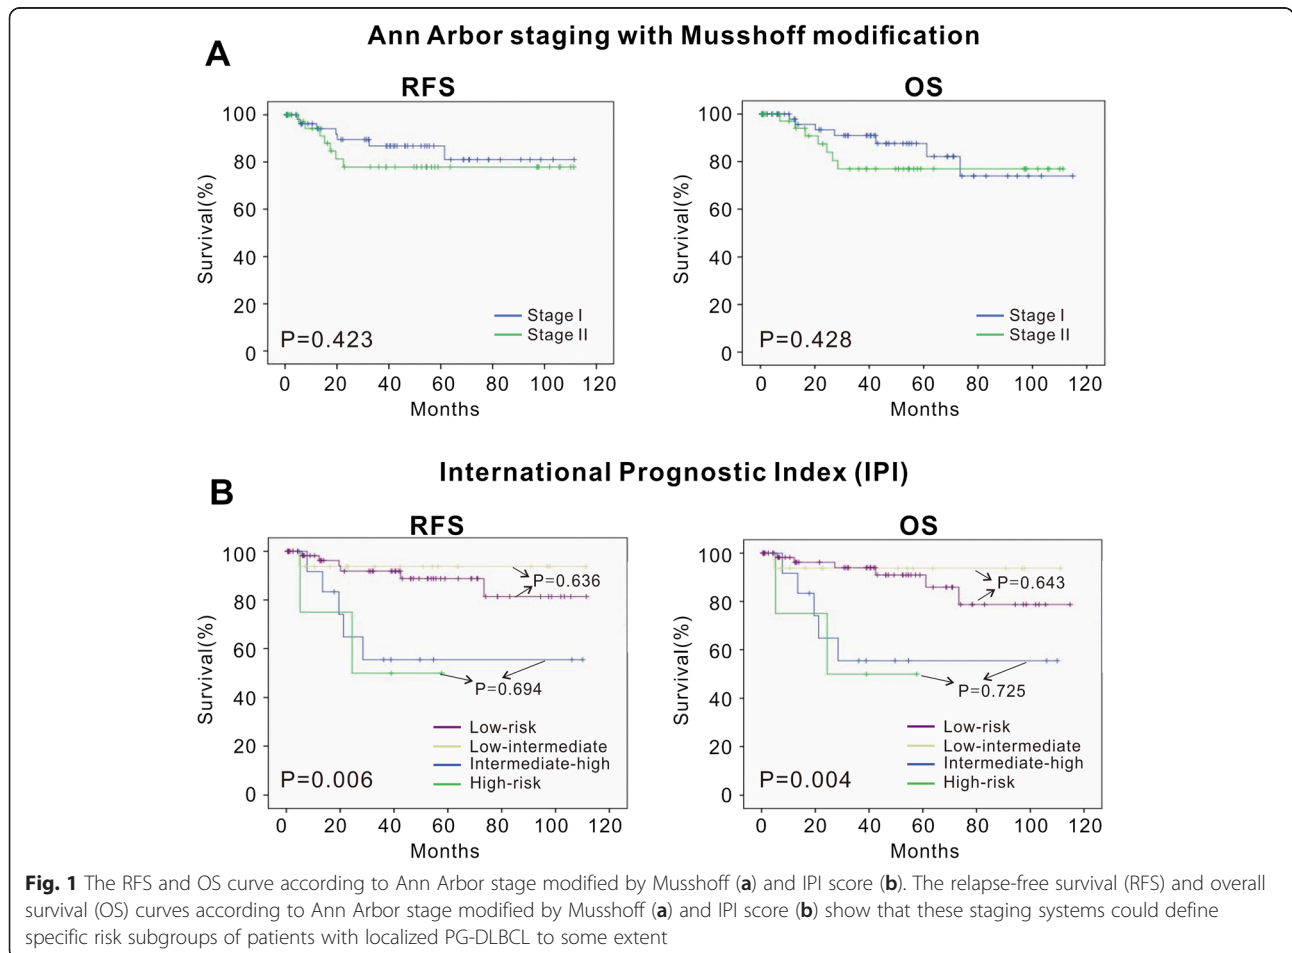 Ann Arbor staging with Musshoff modification
A
RFS
100
80
60
40
20
0
Survival(%)
Stage I
Stage II
P=0.423
0 20 40 60 80 100 120
Months
OS
100
80
60
40
20
0
Survival(%)
Stage I
Stage II
P=0.428
0 20 40 60 80 100 120
Months
International Prognostic Index (IPI)
B
RFS
100
80
60
40
20
0
Survival(%)
P=0.636
P=0.694
Low-risk
Low-intermediate
Intermediate-high
High-risk
P=0.006
0 20 40 60 80 100 120
Months
OS
100
80
60
40
20
0
Survival(%)
P=0.643
P=0.725
Low-risk
Low-intermediate
Intermediate-high
High-risk
P=0.004
0 20 40 60 80 100 120
Months
Fig. 1 The RFS and OS curve according to Ann Arbor stage modified by Musshoff (a) and IPI score (b). The relapse-free survival (RFS) and overall
survival (OS) curves according to Ann Arbor stage modified by Musshoff (a) and IPI score (b) show that these staging systems could define
specific risk subgroups of patients with localized PG-DLBCL to some extent